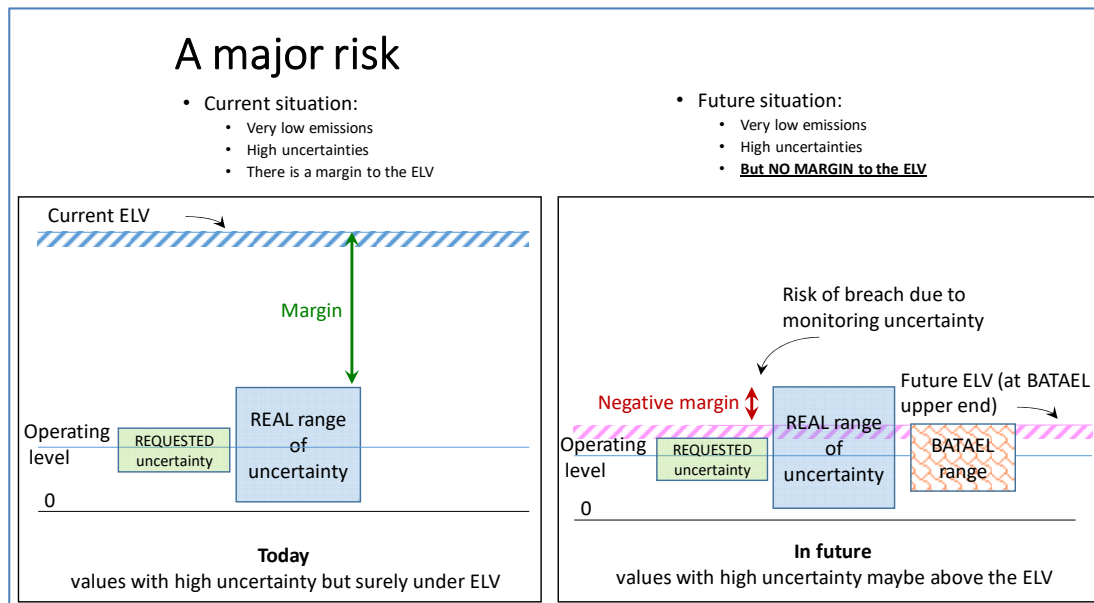 A major risk
• Current situation:
• Very low emissions
• High uncertainties
• There is a margin to the ELV
• Future situation:
• Very low emissions
• High uncertainties
• But NO MARGIN to the ELV
Current ELV
Margin
Operating
level
REQUESTED
uncertainty
REAL range
of
uncertainty
0
Today
values with high uncertainty but surely under ELV
Risk of breach due to
monitoring uncertainty
Future ELV (at BATAEL
upper end)
Negative margin
Operating
level
REQUESTED
uncertainty
REAL range
of
uncertainty
BATAEL
range
0
In future
values with high uncertainty maybe above the ELV